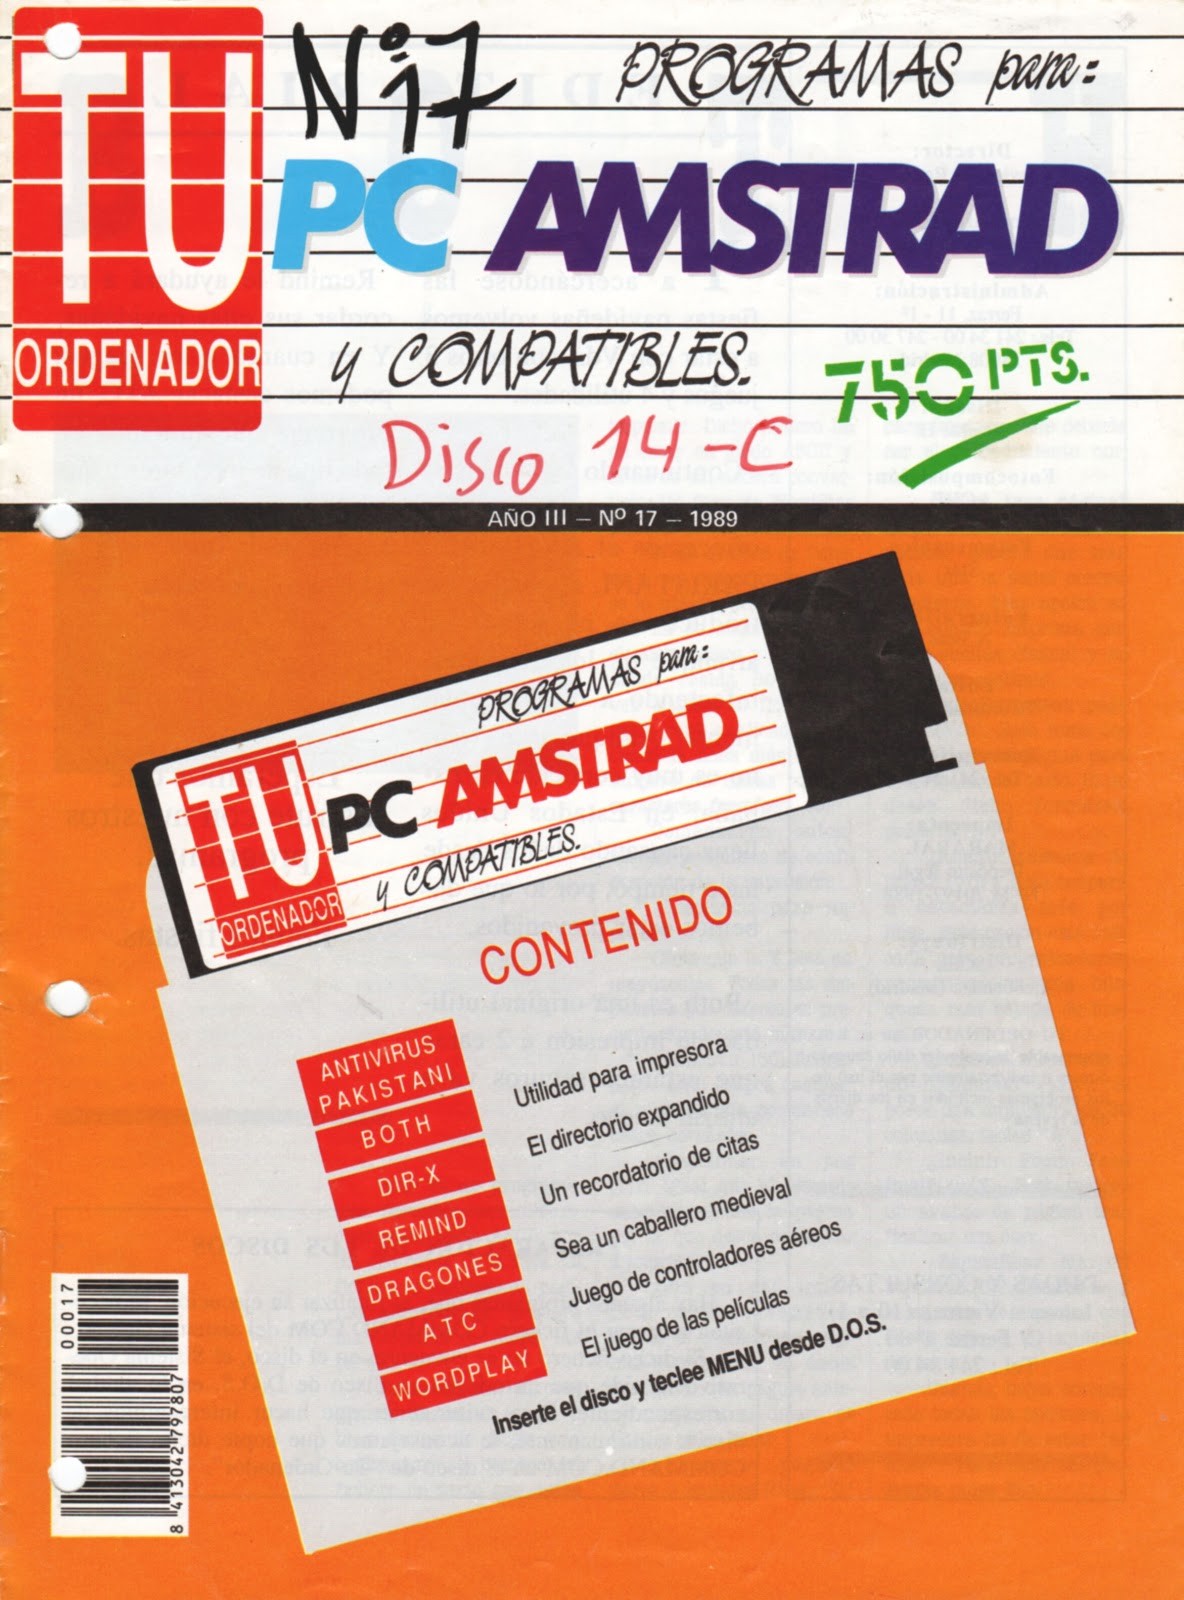 TU
ORDENADOR
Nº17
PROGRAMAS para:
PC AMSTRAD
y COMPATIBLES.
750 PTS.
Disco 14-C
AÑO III – Nº 17 – 1989
TU
ORDENADOR
PROGRAMAS para:
PC AMSTRAD
y COMPATIBLES.
CONTENIDO
ANTIVIRUS
PAKISTANI
BOTH Utilidad para impresora
DIR-X El directorio expandido
REMIND Un recordatorio de citas
DRAGONES Sea un caballero medieval
ATC Juego de controladores aéreos
WORDPLAY El juego de las películas
Inserte el disco y teclee MENU desde D.O.S.
00017
8 413042 797807